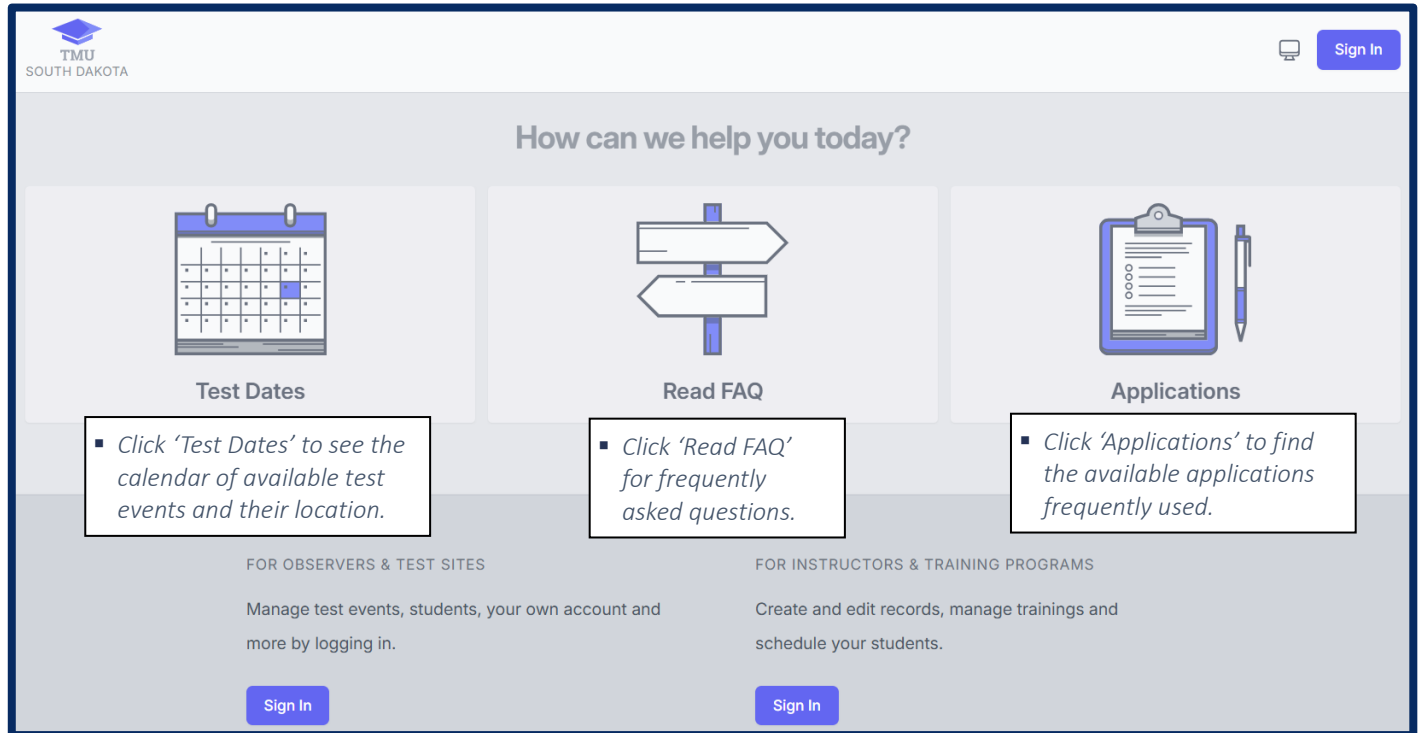 TMU
SOUTH DAKOTA
Sign In
How can we help you today?
Test Dates
Read FAQ
Applications
▪ Click ‘Test Dates’ to see the
calendar of available test
events and their location.
▪ Click ‘Read FAQ’
for frequently
asked questions.
▪ Click ‘Applications’ to find
the available applications
frequently used.
FOR OBSERVERS & TEST SITES
Manage test events, students, your own account and
more by logging in.
Sign In
FOR INSTRUCTORS & TRAINING PROGRAMS
Create and edit records, manage trainings and
schedule your students.
Sign In